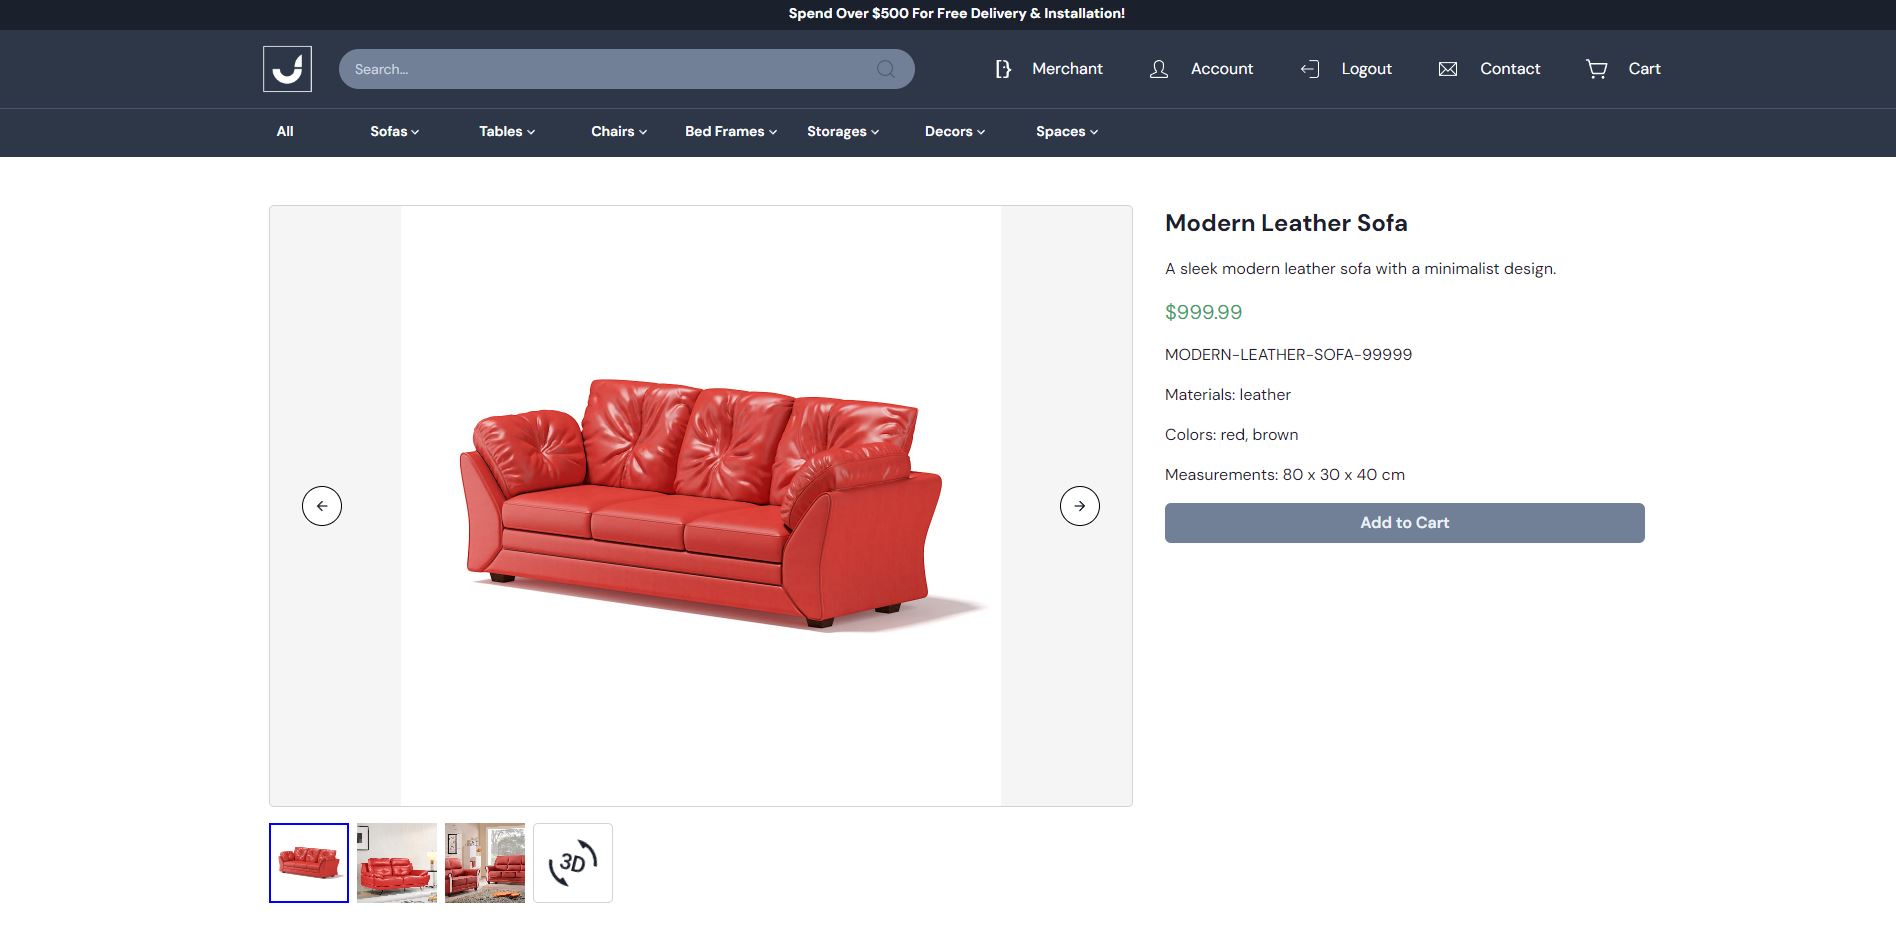 Spend Over $500 For Free Delivery & Installation!
Search...
Merchant
Account
Logout
Contact
Cart
All
Sofas
Tables
Chairs
Bed Frames
Storages
Decors
Spaces
Modern Leather Sofa
A sleek modern leather sofa with a minimalist design.
$999.99
MODERN-LEATHER-SOFA-99999
Materials: leather
Colors: red, brown
Measurements: 80 x 30 x 40 cm
Add to Cart
3D